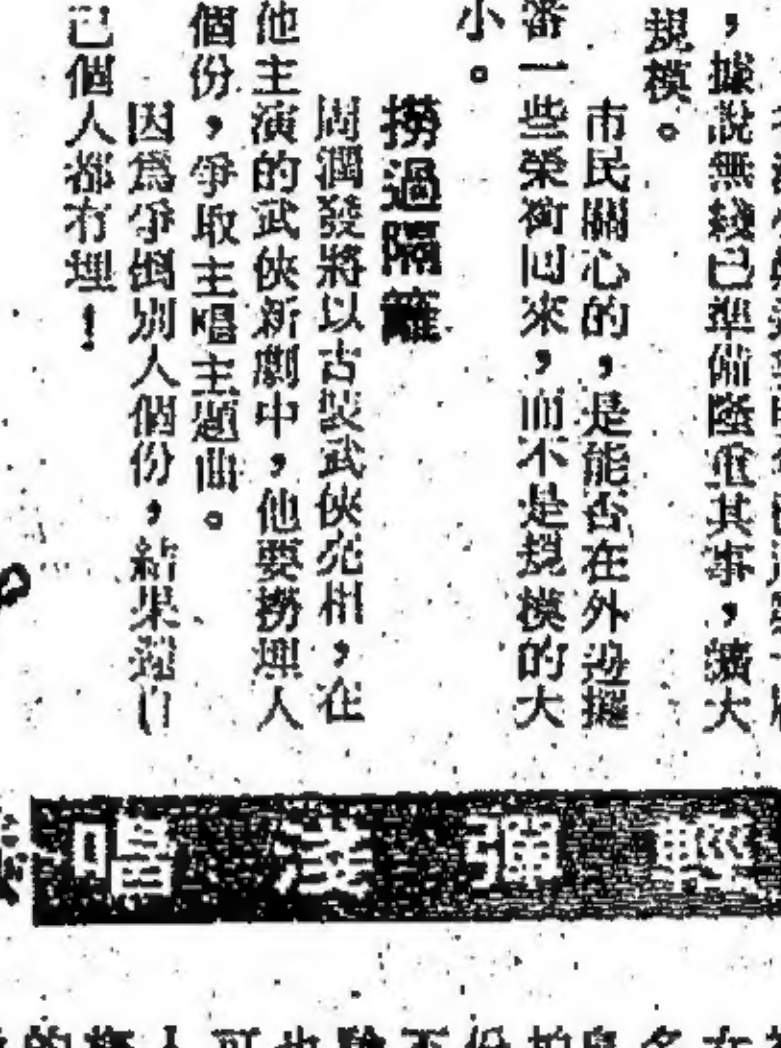 ，據說無綫已準備隆重其事，擴大
規模。
市民關心的，是能否在外邊攞
番一些榮銜回來，而不是規模的大
小。
撈過隔籬
周潤發將以古裝武俠亮相，在
他主演的武俠新劇中，他要撈埋人
個份，爭取主唱主題曲。
因為爭倒別人個份，結果連自
己個人都冇埋！
輕彈淺唱